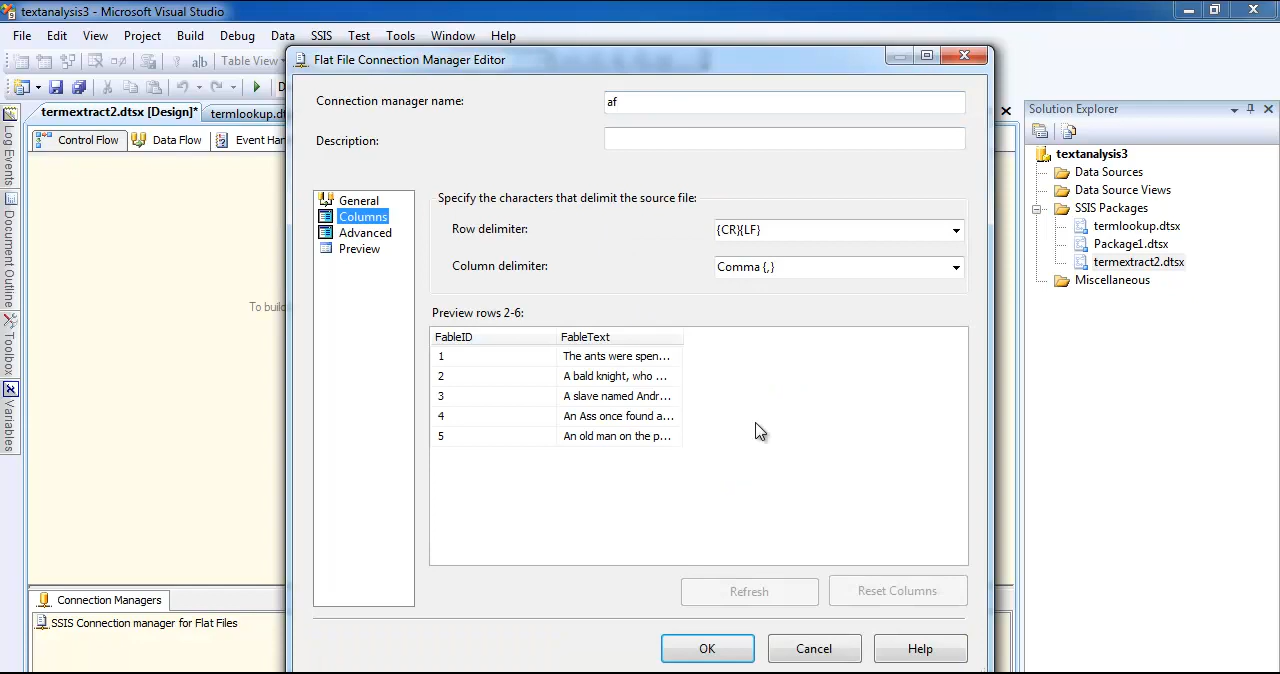 textanalysis3 - Microsoft Visual Studio
File Edit View Project Build Debug Data SSIS Test Tools Window Help
Table View
termextract2.dtsx [Design]* termlookup.dt
Control Flow Data Flow Event Han
Log Events
Document Outline
Toolbox
Variables
To build
Connection Managers
SSIS Connection manager for Flat Files
Flat File Connection Manager Editor
Connection manager name: af
Description:
General
Columns
Advanced
Preview
Specify the characters that delimit the source file:
Row delimiter: {CR}{LF}
Column delimiter: Comma {,}
Preview rows 2-6:
FableID FableText
1 The ants were spen...
2 A bald knight, who ...
3 A slave named Andr...
4 An Ass once found a...
5 An old man on the p...
Refresh Reset Columns
OK Cancel Help
Solution Explorer
textanalysis3
Data Sources
Data Source Views
SSIS Packages
termlookup.dtsx
Package1.dtsx
termextract2.dtsx
Miscellaneous